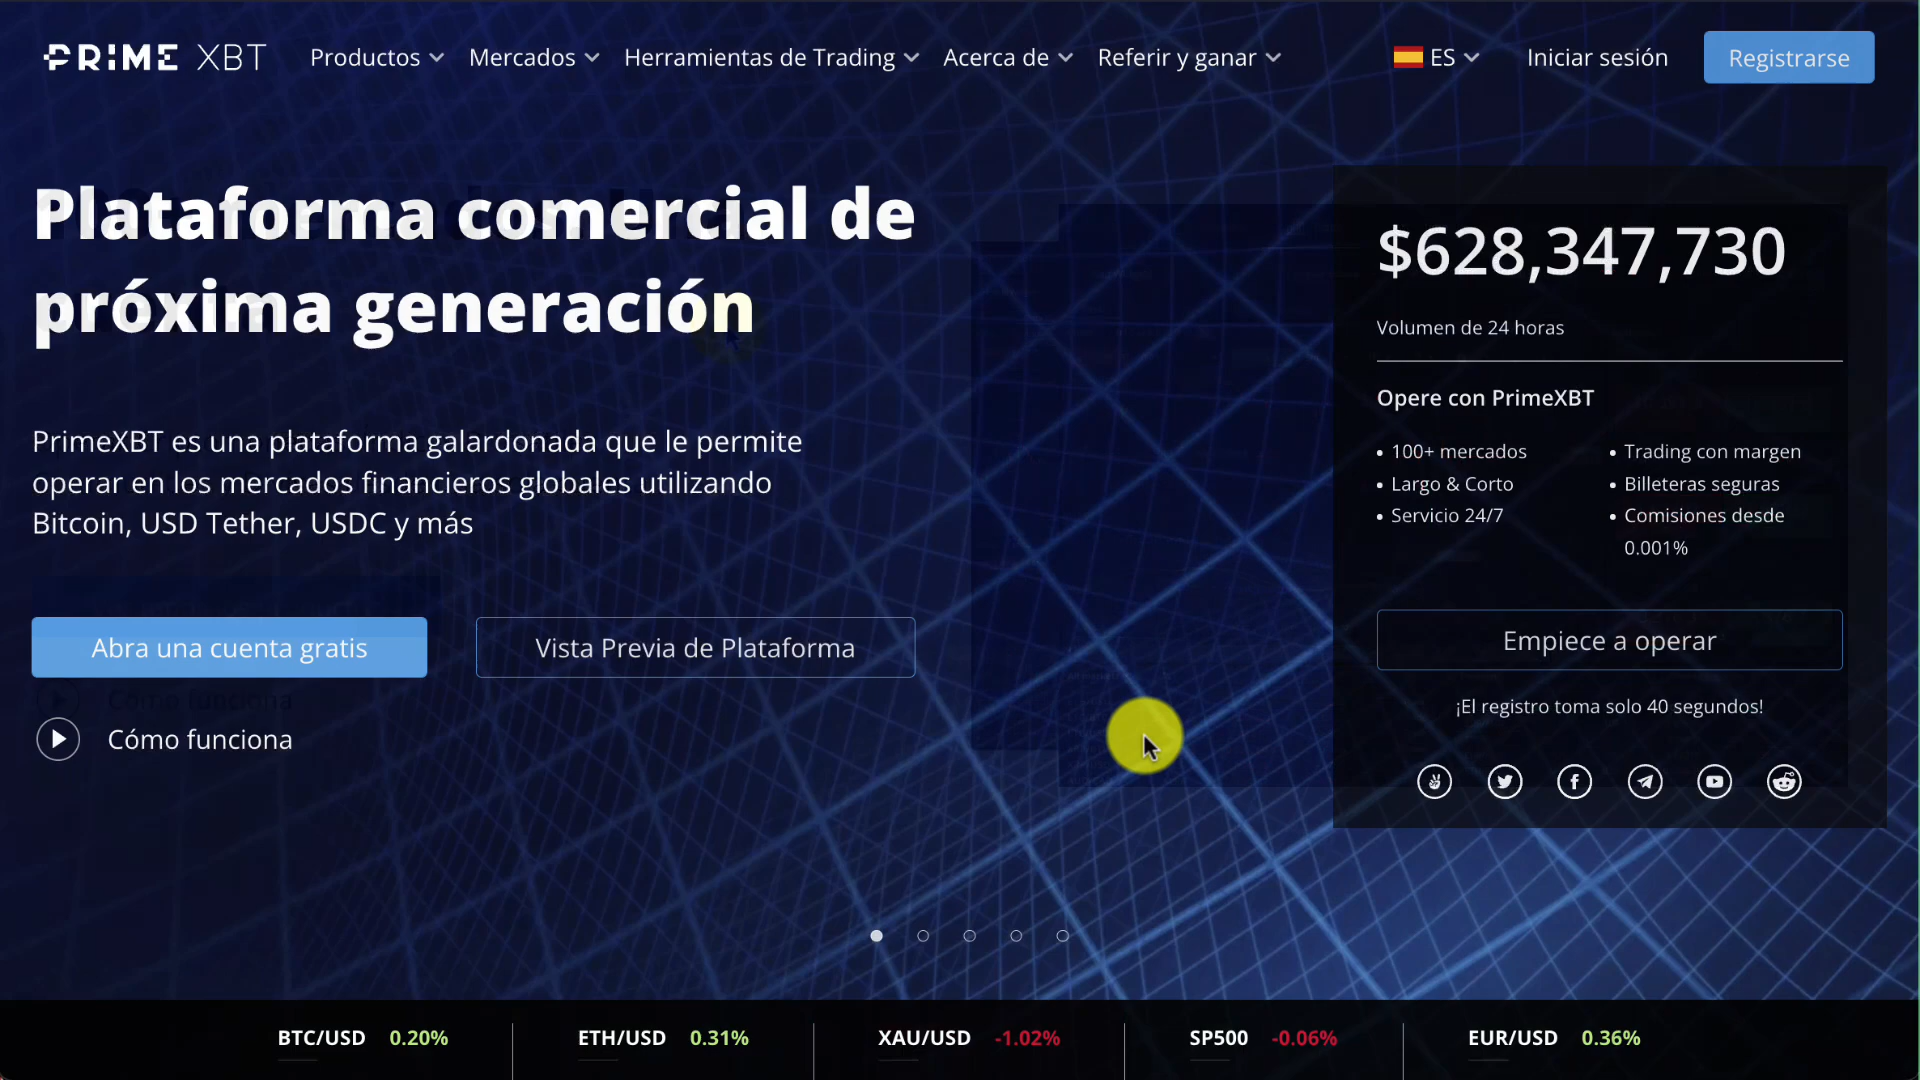 PRIME XBT
Productos
Mercados
Herramientas de Trading
Acerca de
Referir y ganar
ES
Iniciar sesión
Registrarse
Plataforma comercial de
próxima generación
PrimeXBT es una plataforma galardonada que le permite
operar en los mercados financieros globales utilizando
Bitcoin, USD Tether, USDC y más
Abra una cuenta gratis
Vista Previa de Plataforma
Cómo funciona
Cómo funciona
$628,347,730
Volumen de 24 horas
Opere con PrimeXBT
• 100+ mercados
• Largo & Corto
• Servicio 24/7
• Trading con margen
• Billeteras seguras
• Comisiones desde
0.001%
Empiece a operar
¡El registro toma solo 40 segundos!
BTC/USD 0.20%
ETH/USD 0.31%
XAU/USD -1.02%
SP500 -0.06%
EUR/USD 0.36%